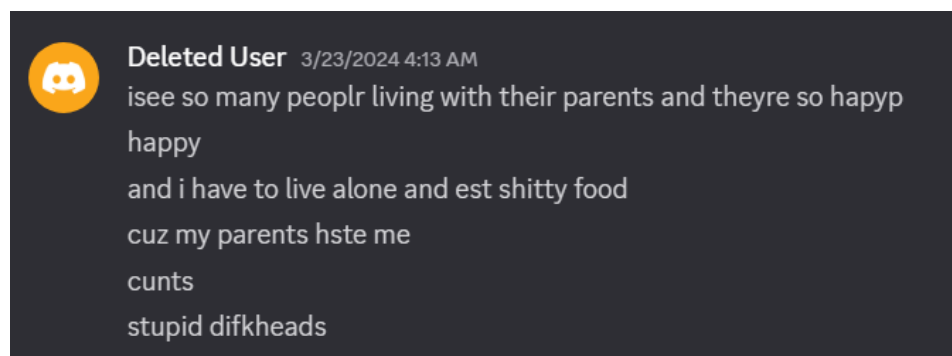 Deleted User 3/23/2024 4:13 AM
isee so many peoplr living with their parents and theyre so hapyp
happy
and i have to live alone and est shitty food
cuz my parents hste me
cunts
stupid difkheads